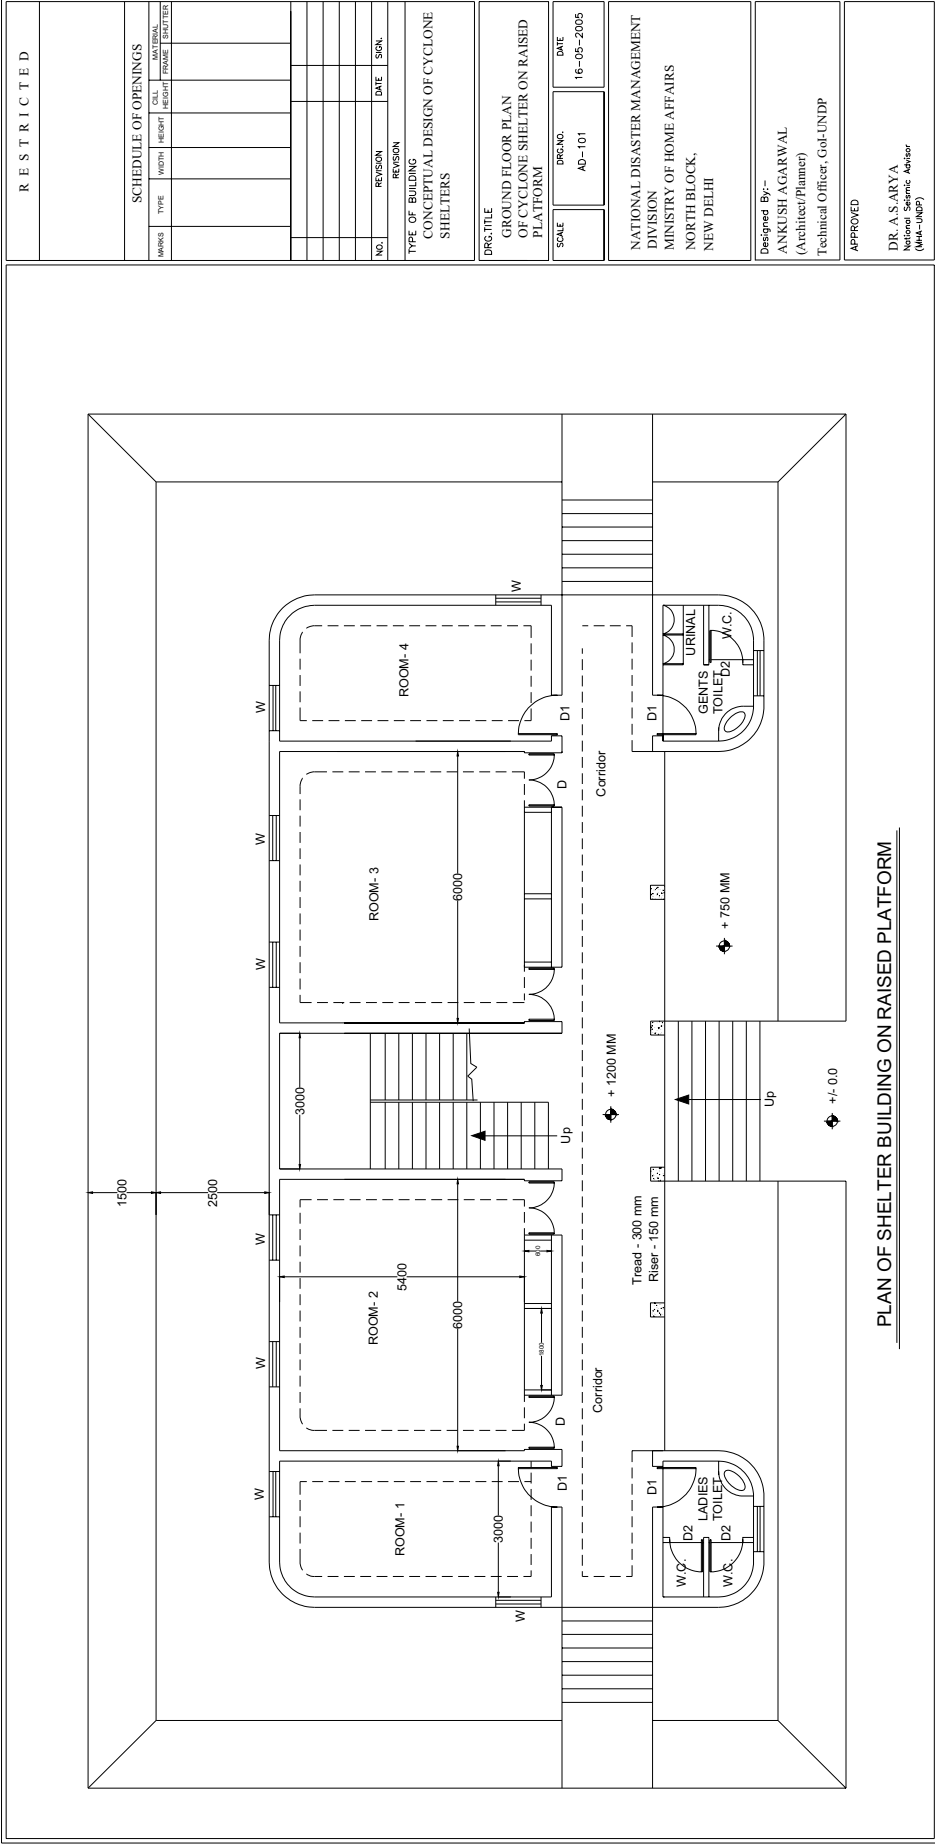 R E S T R I C T E D
SCHEDULE OF OPENINGS
MARKS
TYPE
WIDTH
HEIGHT
CILL
HEIGHT
MATERIAL
FRAME
SHUTTER
NO.
REVISION
DATE
SIGN.
REVISION
TYPE OF BUILDING
CONCEPTUAL DESIGN OF CYCLONE
SHELTERS
DRG.TITLE
GROUND FLOOR PLAN
OF CYCLONE SHELTER ON RAISED
PLATFORM
SCALE
DRG.NO.
AD-101
DATE
16-05-2005
NATIONAL DISASTER MANAGEMENT
DIVISION
MINISTRY OF HOME AFFAIRS
NORTH BLOCK,
NEW DELHI
Designed By:-
ANKUSH AGARWAL
(Architect/Planner)
Technical Officer, GoI-UNDP
APPROVED
DR. A.S.ARYA
National Seismic Advisor
(MHA-UNDP)
1500
2500
W
W
W
W
W
W
W
W
ROOM- 1
3000
ROOM- 2
5400
6000
1800
600
3000
ROOM- 3
6000
ROOM- 4
D1
D
D
D1
Up
Corridor
Corridor
+ 1200 MM
Tread - 300 mm
Riser - 150 mm
D1
D1
LADIES
TOILET
D2
D2
W.C.
W.C.
GENTS
TOILET
D2
URINAL
W.C.
+ 750 MM
Up
+/- 0.0
PLAN OF SHELTER BUILDING ON RAISED PLATFORM